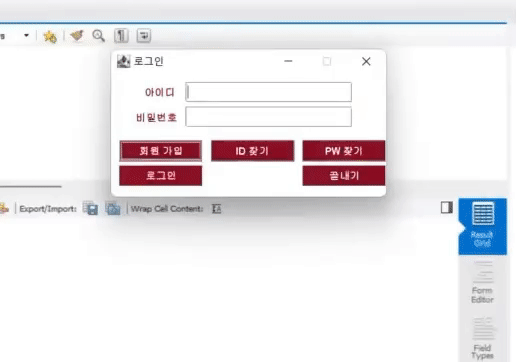 로그인
아이디
비밀번호
회원 가입
ID 찾기
PW 찾기
로그인
끝내기
Export/Import:
Wrap Cell Content:
Result
Grid
Form
Editor
Field
Types